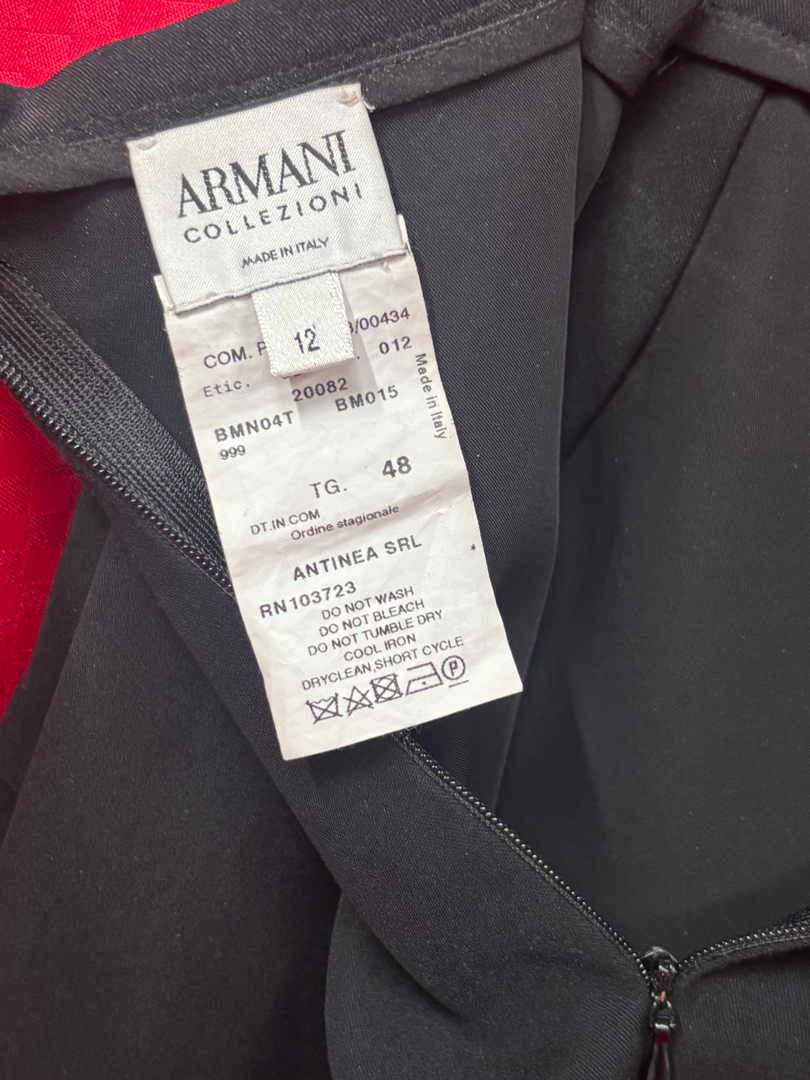 ARMANI
COLLEZIONI
MADE IN ITALY
12
/00434
COM.
012
Etic.
20082
BMN04T BM015
999
Made in Italy
TG. 48
DT.IN.COM
Ordine stagionale
ANTINEA SRL
*
RN103723
DO NOT WASH
DO NOT BLEACH
DO NOT TUMBLE DRY
COOL IRON
DRYCLEAN,SHORT CYCLE
P